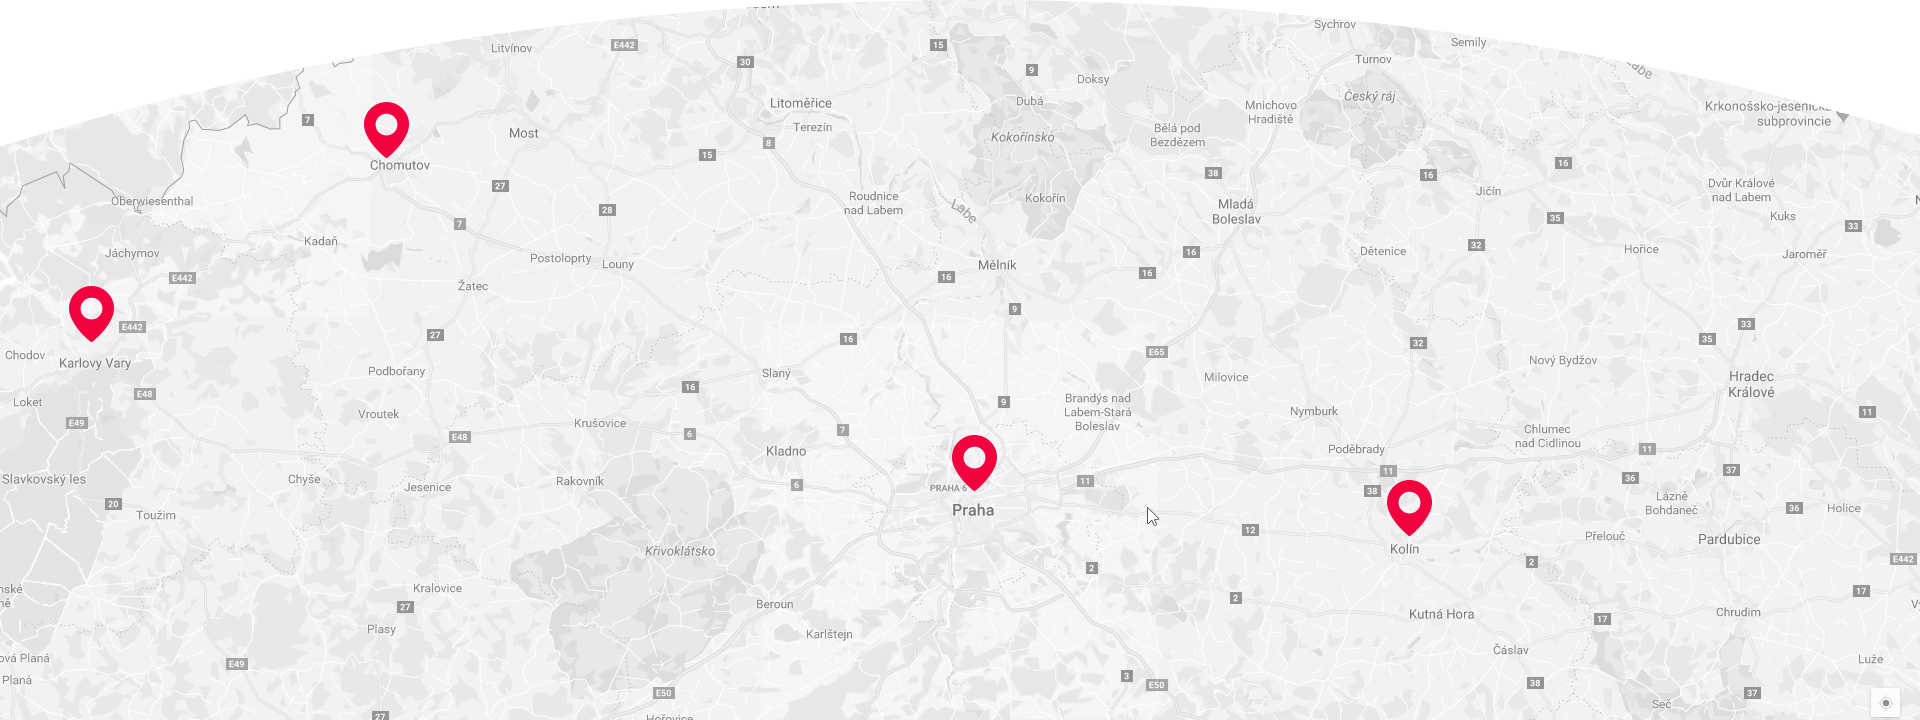 Sychrov
Litvínov
E442
15
Semily
30
9
Turnov
Labe
Doksy
Český ráj
Litoměřice
Dubá
Mnichovo
Hradiště
Krkonošsko-jesenická
subprovincie
7
Terezín
Most
8
Kokořínsko
Bělá pod
Bezdězem
Chomutov
15
16
38
16
27
Oberwiesenthal
Roudnice
nad Labem
Kokořín
Labe
Jičín
Dvůr Králové
nad Labem
28
7
Mladá
Boleslav
35
Kuks
33
Kadaň
Jáchymov
Postoloprty
Louny
Mělník
16
Dětenice
32
Hořice
Jaroměř
E442
Žatec
16
16
9
E442
27
16
E65
32
35
33
Chodov
Karlovy Vary
Podbořany
Slaný
Milovice
Nový Bydžov
Hradec
Králové
Loket
E48
16
9
Brandýs nad
Labem-Stará
Boleslav
Nymburk
11
E49
Vroutek
Krušovice
E48
6
7
Chlumec
nad Cidlinou
Kladno
Poděbrady
11
Slavkovský les
Chyše
Jesenice
Rakovník
6
PRAHA 6
Praha
11
11
38
36
37
Lázně
Bohdaneč
20
Toužim
36
Holice
12
Kolín
Přelouč
Pardubice
Křivoklátsko
2
2
E442
nské
ně
Kralovice
27
Beroun
2
Kutná Hora
17
Chrudim
17
Plasy
Karlštejn
Čáslav
ová Planá
Planá
E49
Luže
E50
3
E50
38
37
Seč
27
Hořovice